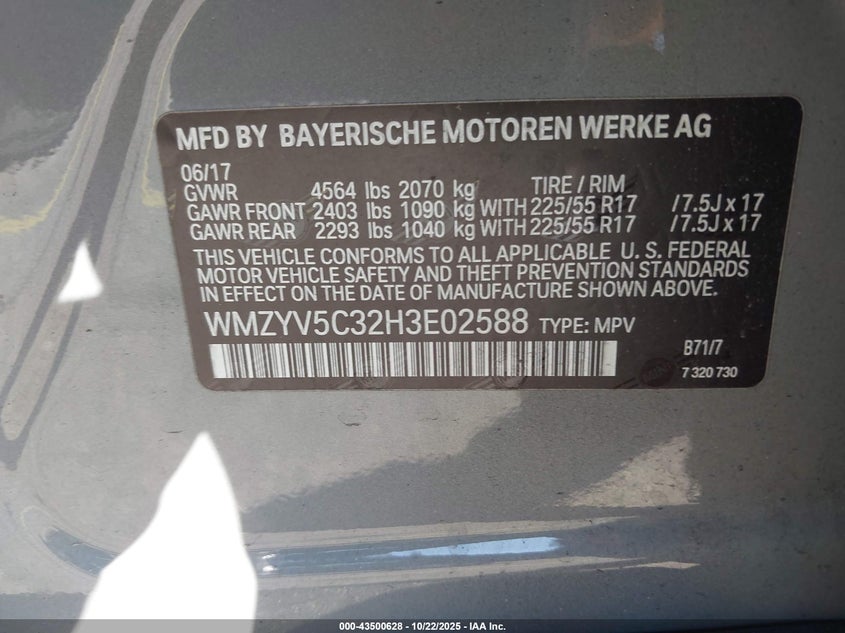 MFD BY BAYERISCHE MOTOREN WERKE AG
06/17
GVWR 4564 lbs 2070 kg TIRE / RIM
GAWR FRONT 2403 lbs 1090 kg WITH 225/55 R17 /7.5J x 17
GAWR REAR 2293 lbs 1040 kg WITH 225/55 R17 /7.5J x 17
THIS VEHICLE CONFORMS TO ALL APPLICABLE U. S. FEDERAL
MOTOR VEHICLE SAFETY AND THEFT PREVENTION STANDARDS
IN EFFECT ON THE DATE OF MANUFACTURE SHOWN ABOVE.
WMZYV5C32H3E02588 TYPE: MPV
B71/7
7 320 730
000-43500628 - 10/22/2025 - IAA Inc.